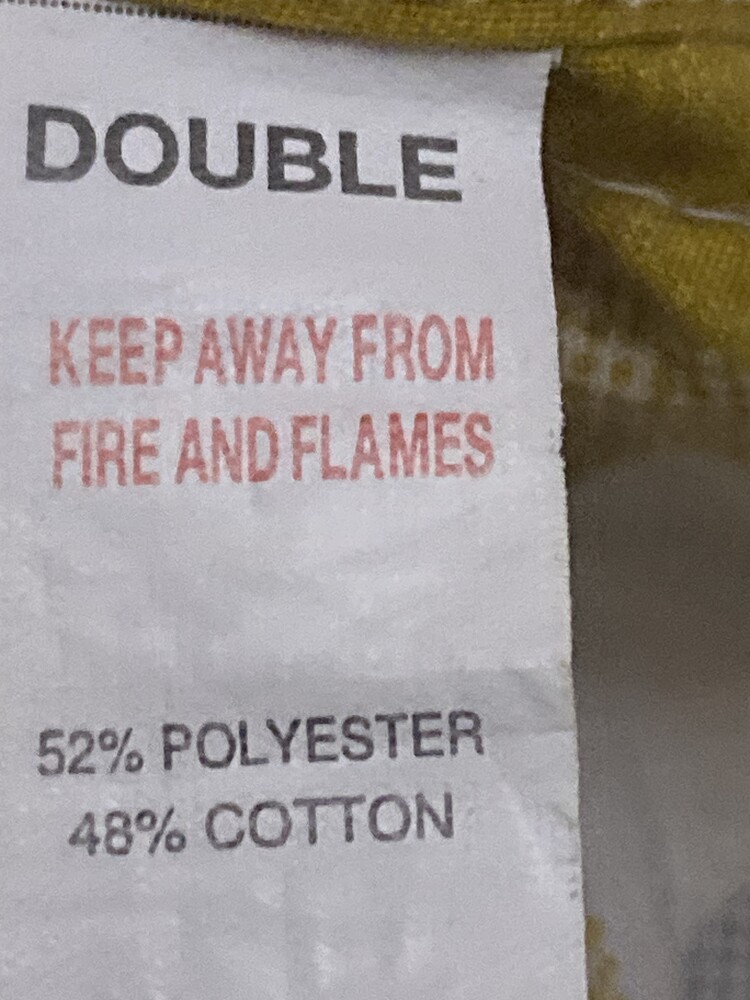 DOUBLE
KEEP AWAY FROM
FIRE AND FLAMES
52% POLYESTER
48% COTTON